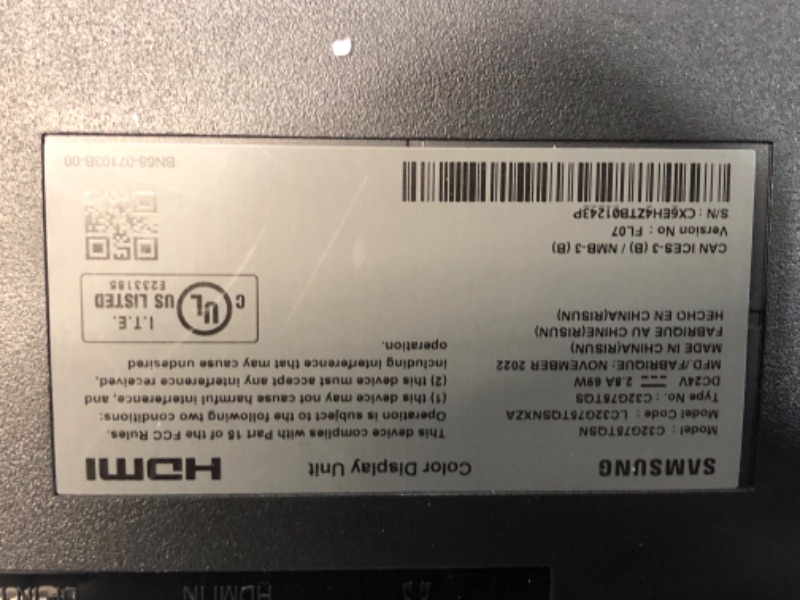 SAMSUNG
Color Display Unit
HDMI
Model : C32G75TQSN
Model Code : LC32G75TQSNXZA
Type No. : C32G75TQS
DC24V 2.8A 69W
MFD./FABRIQUE: NOVEMBER 2022
MADE IN CHINA(RISUN)
FABRIQUE AU CHINE(RISUN)
HECHO EN CHINA(RISUN)
This device complies with Part 15 of the FCC Rules.
Operation is subject to the following two conditions:
(1) this device may not cause harmful interference, and
(2) this device must accept any interference received,
including interference that may cause undesired
operation.
CAN ICES-3 (B) / NMB-3 (B)
Version No : FL07
S/N : CX6EH4ZTB01243P
C UL US LISTED
I.T.E.
E233185
BN68-07103B-00
HDMI IN